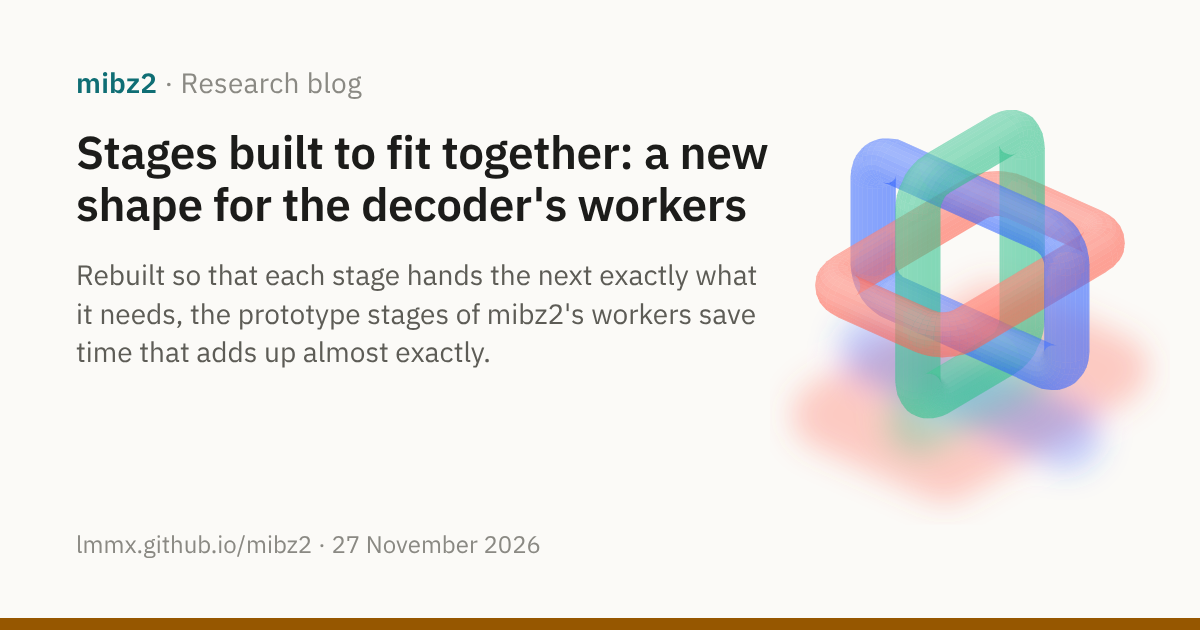 mibz2 · Research blog
Stages built to fit together: a new
shape for the decoder's workers
Rebuilt so that each stage hands the next exactly what
it needs, the prototype stages of mibz2's workers save
time that adds up almost exactly.
lmmx.github.io/mibz2 · 27 November 2026